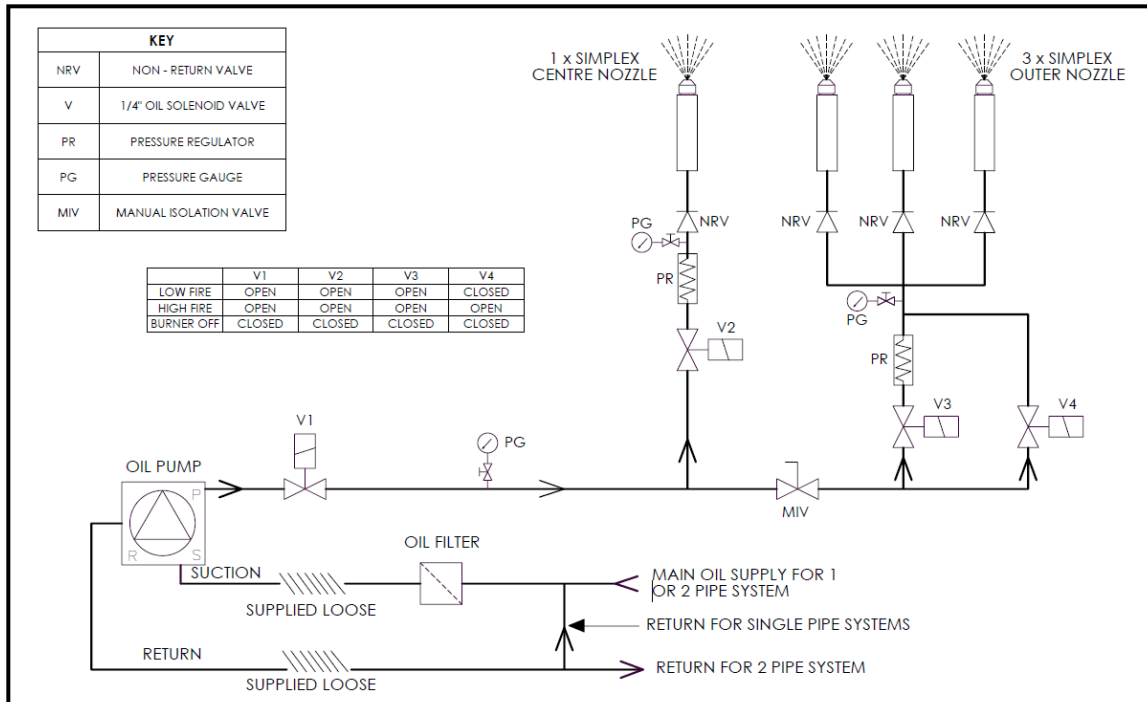 KEY
NRV NON - RETURN VALVE
V 1/4" OIL SOLENOID VALVE
PR PRESSURE REGULATOR
PG PRESSURE GAUGE
MIV MANUAL ISOLATION VALVE
1 x SIMPLEX
CENTRE NOZZLE
3 x SIMPLEX
OUTER NOZZLE
PG
NRV
NRV
NRV
NRV
PR
PG
V1 V2 V3 V4
LOW FIRE OPEN OPEN OPEN CLOSED
HIGH FIRE OPEN OPEN OPEN OPEN
BURNER OFF CLOSED CLOSED CLOSED CLOSED
V2
PR
V3
V4
V1
PG
OIL PUMP
P
R
S
MIV
SUCTION
OIL FILTER
SUPPLIED LOOSE
MAIN OIL SUPPLY FOR 1
OR 2 PIPE SYSTEM
RETURN FOR SINGLE PIPE SYSTEMS
RETURN
SUPPLIED LOOSE
RETURN FOR 2 PIPE SYSTEM